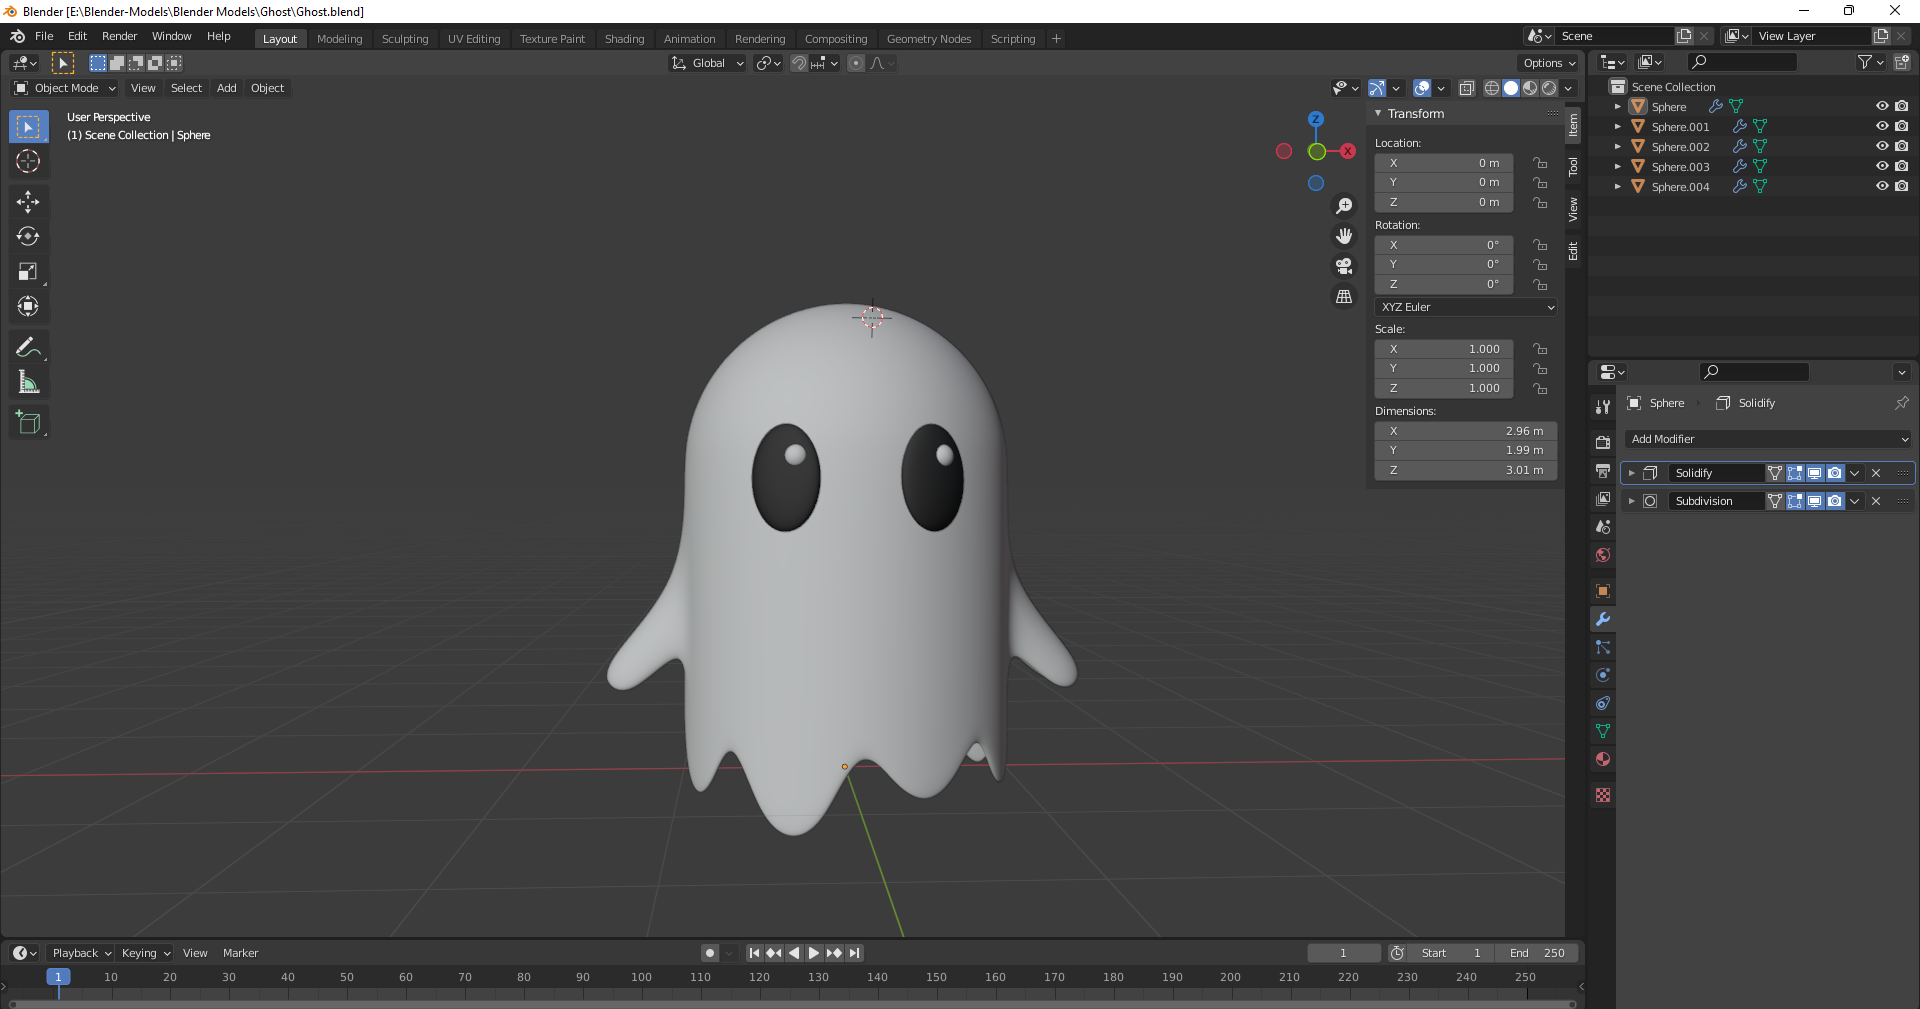 Blender [E:\Blender-Models\Blender Models\Ghost\Ghost.blend]
File Edit Render Window Help Layout Modeling Sculpting UV Editing Texture Paint Shading Animation Rendering Compositing Geometry Nodes Scripting + Scene View Layer
Global Options
Object Mode View Select Add Object
User Perspective
(1) Scene Collection | Sphere
Z
X
Transform
Location:
X 0 m
Y 0 m
Z 0 m
Rotation:
X 0°
Y 0°
Z 0°
XYZ Euler
Scale:
X 1.000
Y 1.000
Z 1.000
Dimensions:
X 2.96 m
Y 1.99 m
Z 3.01 m
Item
Tool
View
Edit
Scene Collection
Sphere
Sphere.001
Sphere.002
Sphere.003
Sphere.004
Sphere Solidify
Add Modifier
Solidify
Subdivision
Playback Keying View Marker 1 Start 1 End 250
1 10 20 30 40 50 60 70 80 90 100 110 120 130 140 150 160 170 180 190 200 210 220 230 240 250